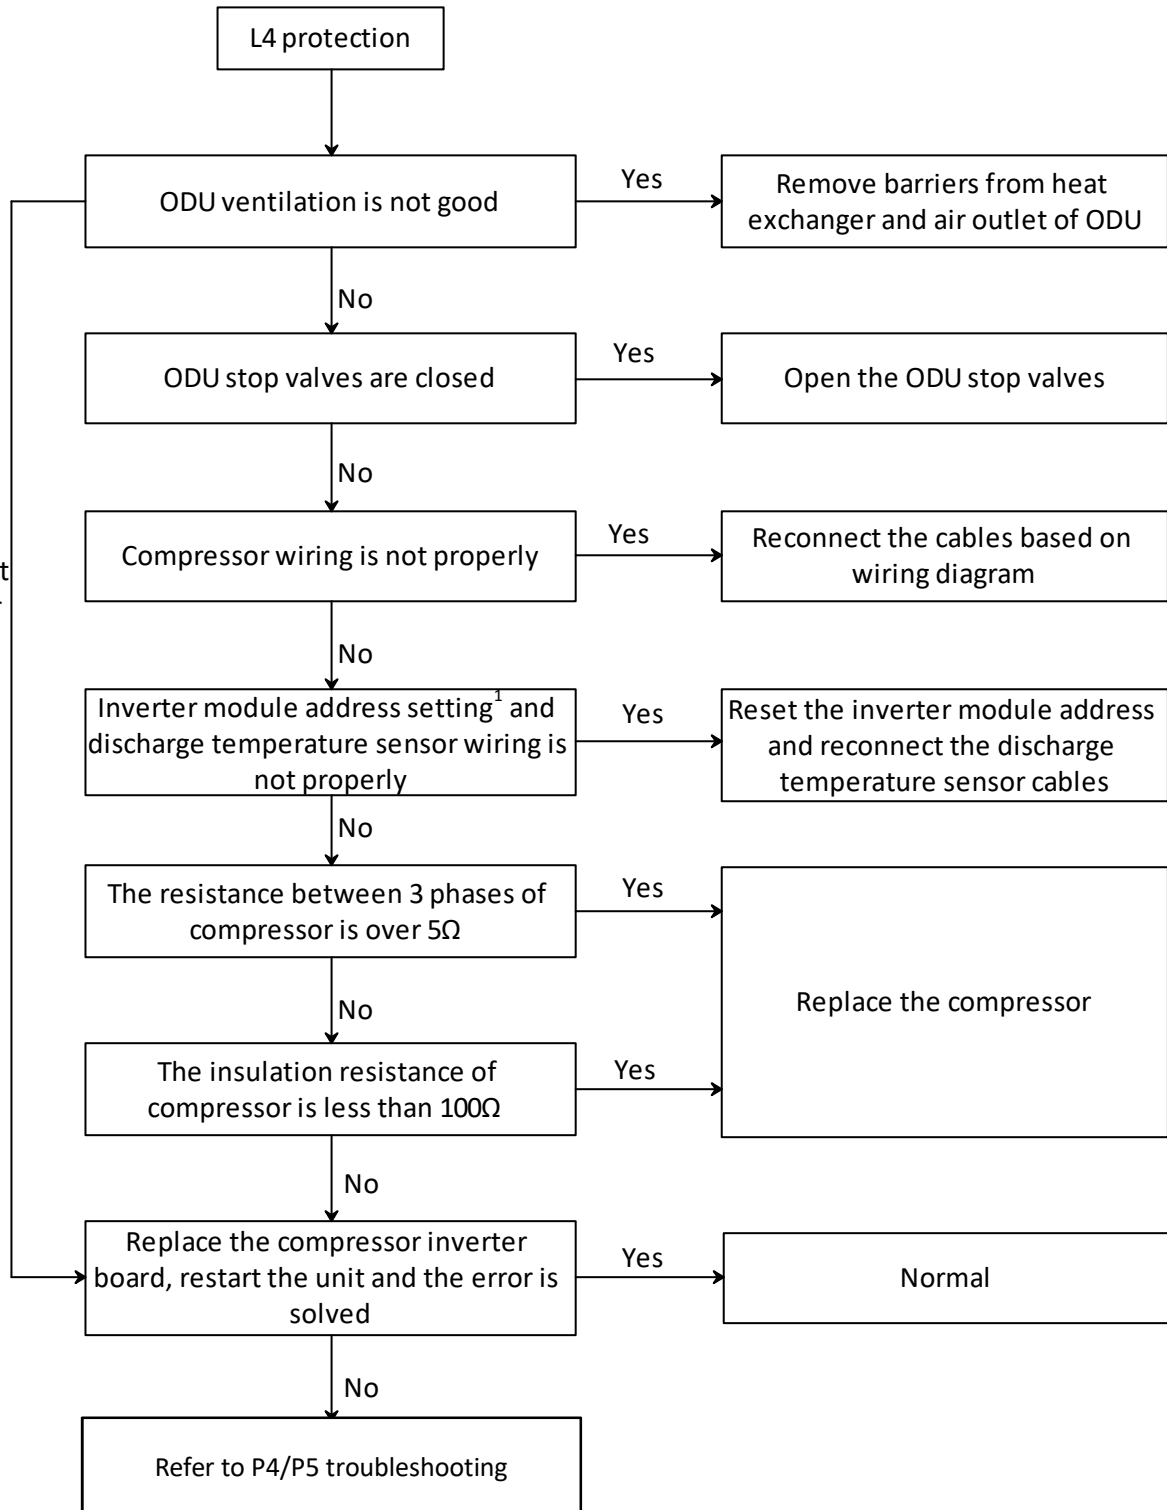 L4 protection
ODU ventilation is not good
Yes
Remove barriers from heat
exchanger and air outlet of ODU
No
ODU stop valves are closed
Yes
Open the ODU stop valves
No
Compressor wiring is not properly
Yes
Reconnect the cables based on
wiring diagram
No
Inverter module address setting¹ and
discharge temperature sensor wiring is
not properly
Yes
Reset the inverter module address
and reconnect the discharge
temperature sensor cables
No
The resistance between 3 phases of
compressor is over 5Ω
Yes
Replace the compressor
No
The insulation resistance of
compressor is less than 100Ω
Yes
No
Replace the compressor inverter
board, restart the unit and the error is
solved
Yes
Normal
No
Refer to P4/P5 troubleshooting